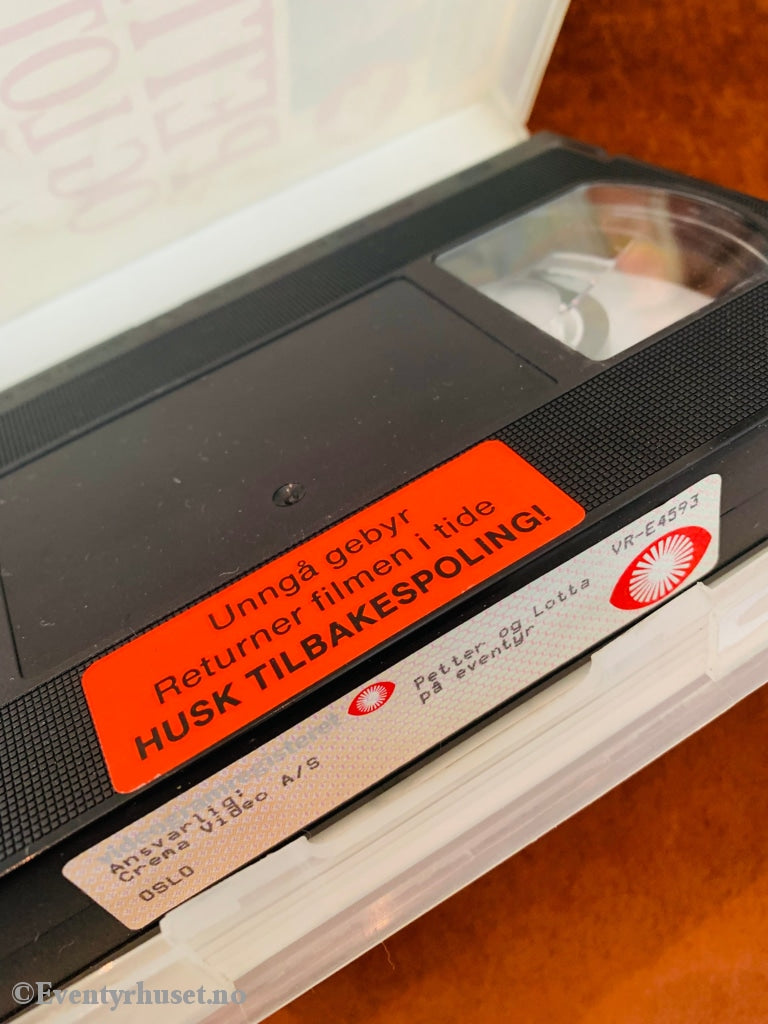 Unngå gebyr
Returner filmen i tide
HUSK TILBAKESPOLING!
VR-E4593
Petter og Lotta
på eventyr
videogramregisteret
Ansvarlig:
Crema Video A/S
OSLO
©Eventyrhuset.no